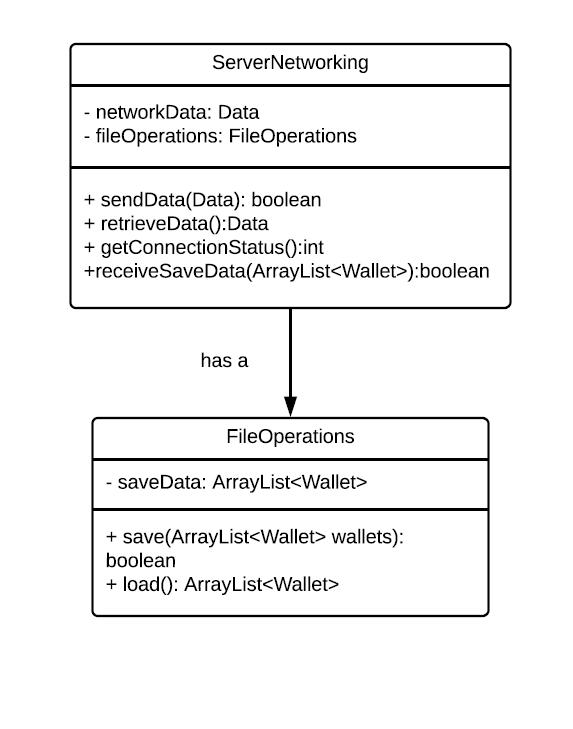 ServerNetworking
- networkData: Data
- fileOperations: FileOperations
+ sendData(Data): boolean
+ retrieveData():Data
+ getConnectionStatus():int
+receiveSaveData(ArrayList<Wallet>):boolean
has a
FileOperations
- saveData: ArrayList<Wallet>
+ save(ArrayList<Wallet> wallets):
boolean
+ load(): ArrayList<Wallet>